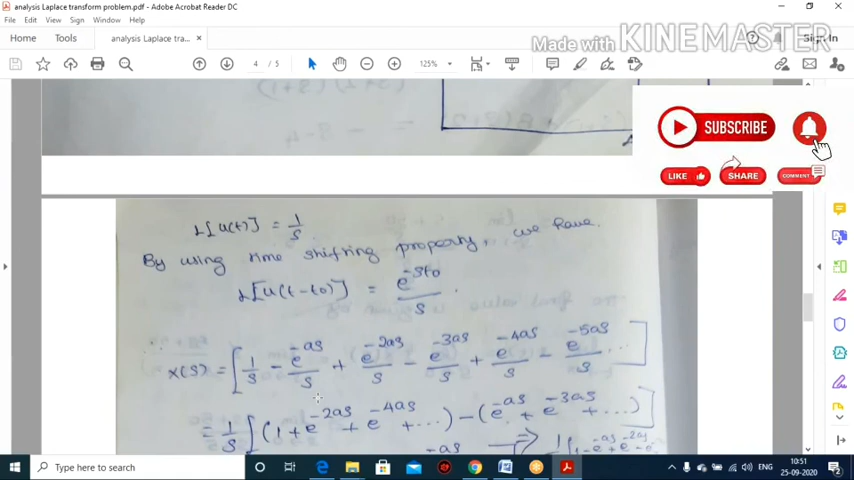 analysis Laplace transform problem.pdf - Adobe Acrobat Reader DC
File Edit View Sign Window Help
Home Tools analysis Laplace tran... × Sign In
Made with KINEMASTER
4 / 5 125%
SUBSCRIBE
LIKE SHARE COMMENT
L[u(t)] = 1/s
By using time shifting property, we have.
L[u(t-t0)] = e^-st0/s.
X(s) = [1/s - e^-as/s + e^-2as/s - e^-3as/s + e^-4as/s - e^-5as/s ...]
= 1/s [(1 + e^-2as + e^-4as + ...) - (e^-as + e^-3as + ...)]
Type here to search
ENG 10:51
25-09-2020 2